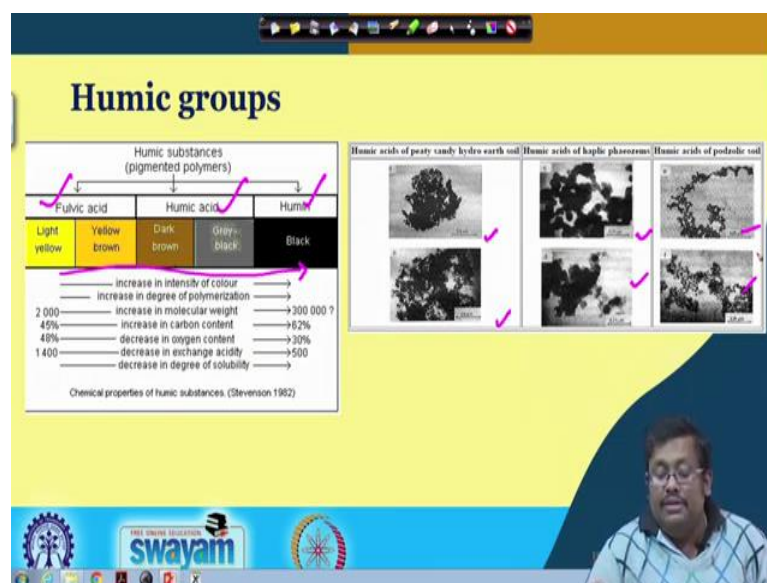 Humic groups
Humic substances
(pigmented polymers)
Fulvic acid Humic acid Humin
Light yellow Yellow brown Dark brown Grey-black Black
increase in intensity of colour
increase in degree of polymerization
2 000 increase in molecular weight 300 000 ?
45% increase in carbon content 62%
48% decrease in oxygen content 30%
1 400 decrease in exchange acidity 500
decrease in degree of solubility
Chemical properties of humic substances. (Stevenson 1982)
Humic acids of peaty sandy hydro earth soil Humic acids of haplic phaeozems Humic acids of podzolic soil
FREE ONLINE EDUCATION
swayam